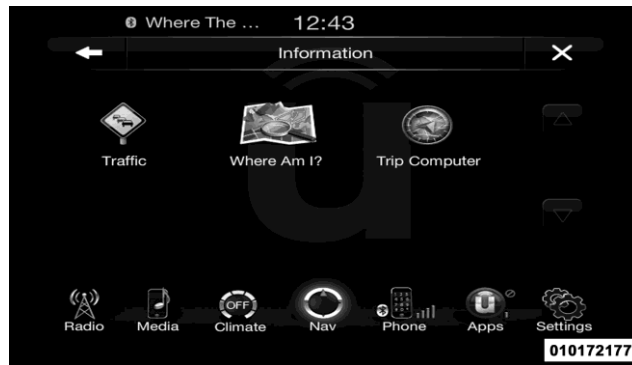 Where The ... 12:43
Information
Traffic Where Am I? Trip Computer
OFF
Radio Media Climate Nav Phone Apps Settings
010172177